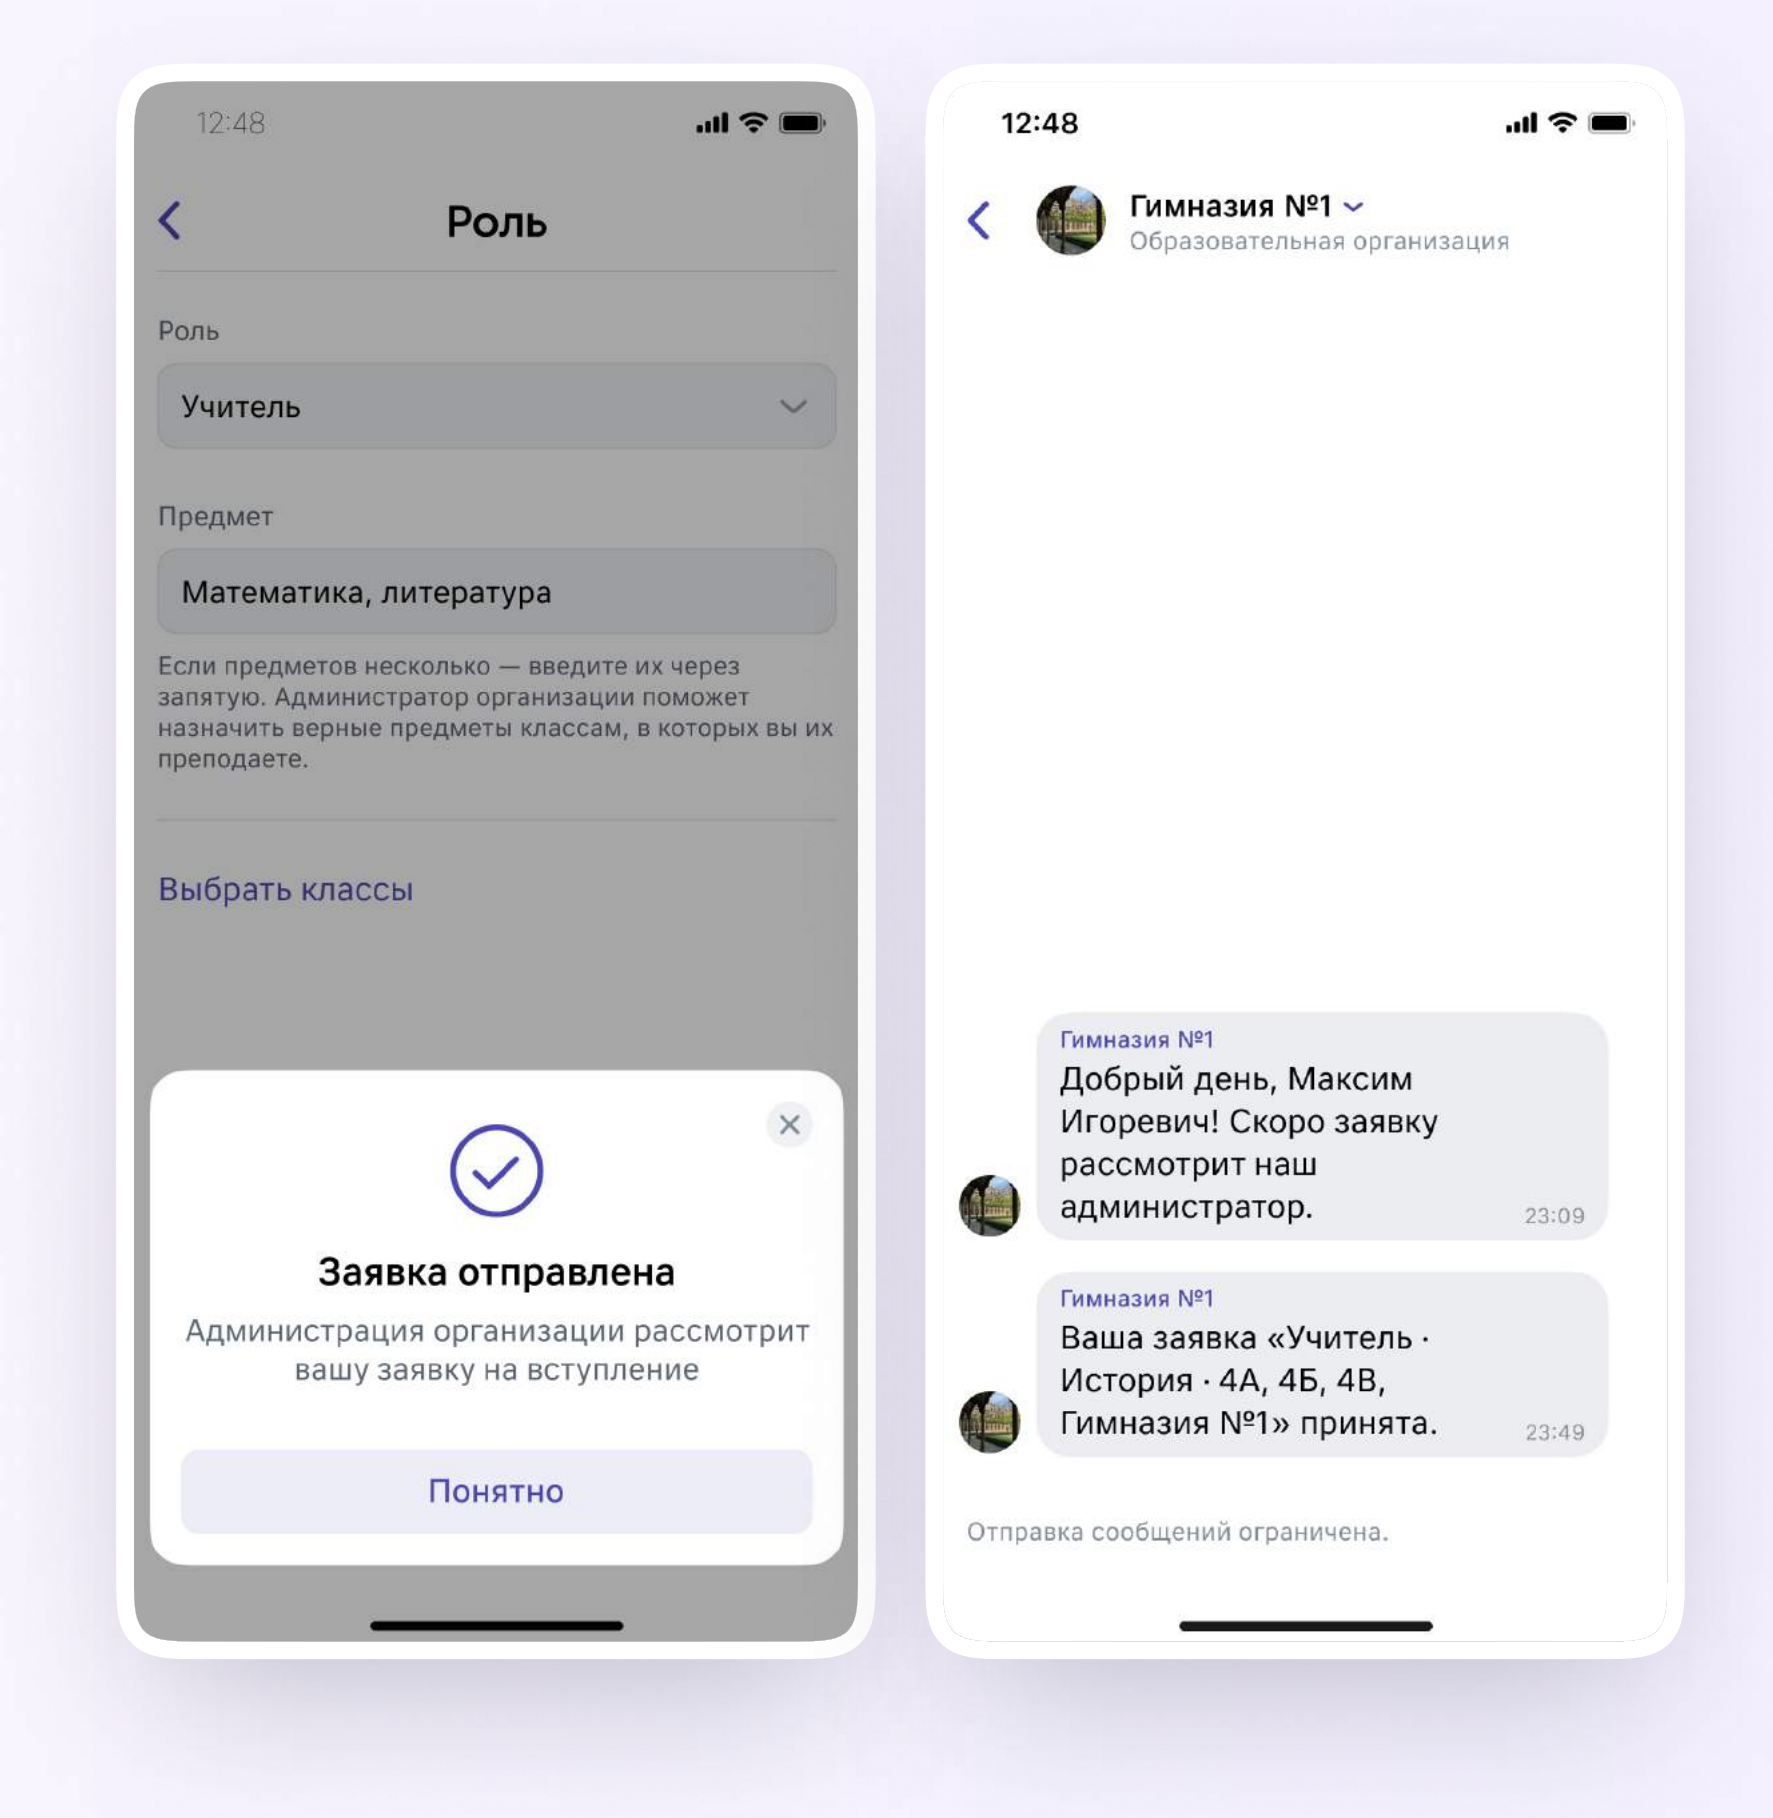 12:48
Роль
Роль
Учитель
Предмет
Математика, литература
Если предметов несколько — введите их через
запятую. Администратор организации поможет
назначить верные предметы классам, в которых вы их
преподаете.
Выбрать классы
Заявка отправлена
Администрация организации рассмотрит
вашу заявку на вступление
Понятно
12:48
Гимназия №1
Образовательная организация
Гимназия №1
Добрый день, Максим
Игоревич! Скоро заявку
рассмотрит наш
администратор.
23:09
Гимназия №1
Ваша заявка «Учитель ·
История · 4А, 4Б, 4В,
Гимназия №1» принята.
23:49
Отправка сообщений ограничена.